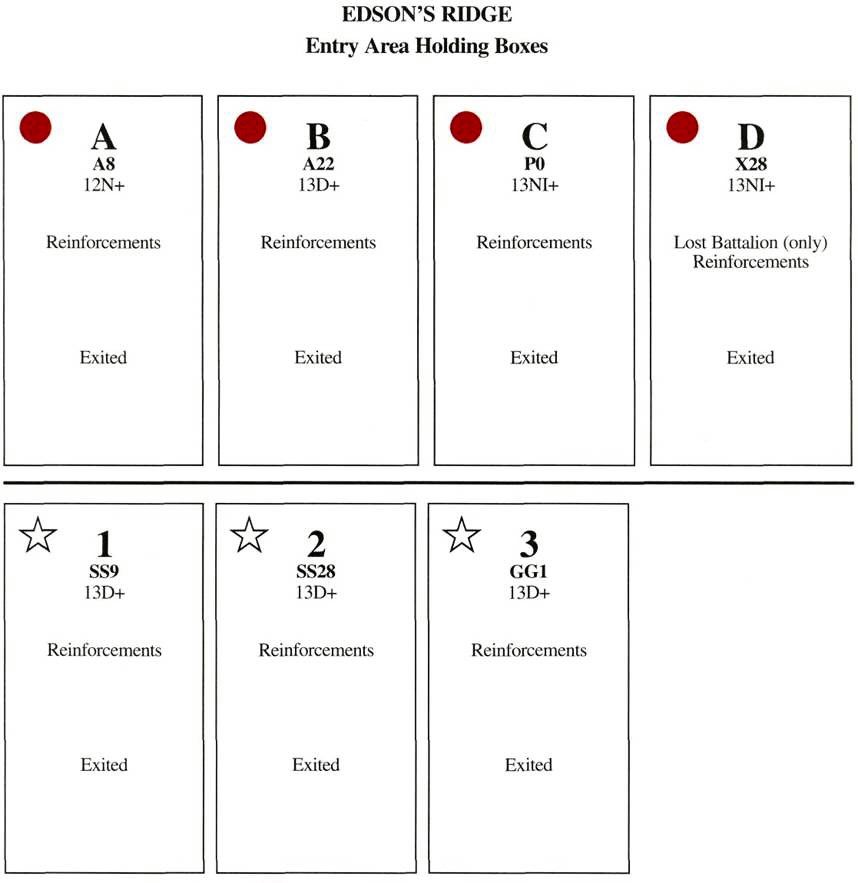 EDSON'S RIDGE
Entry Area Holding Boxes
A
A8
12N+
Reinforcements
Exited
B
A22
13D+
Reinforcements
Exited
C
P0
13NI+
Reinforcements
Exited
D
X28
13NI+
Lost Battalion (only)
Reinforcements
Exited
1
SS9
13D+
Reinforcements
Exited
2
SS28
13D+
Reinforcements
Exited
3
GG1
13D+
Reinforcements
Exited